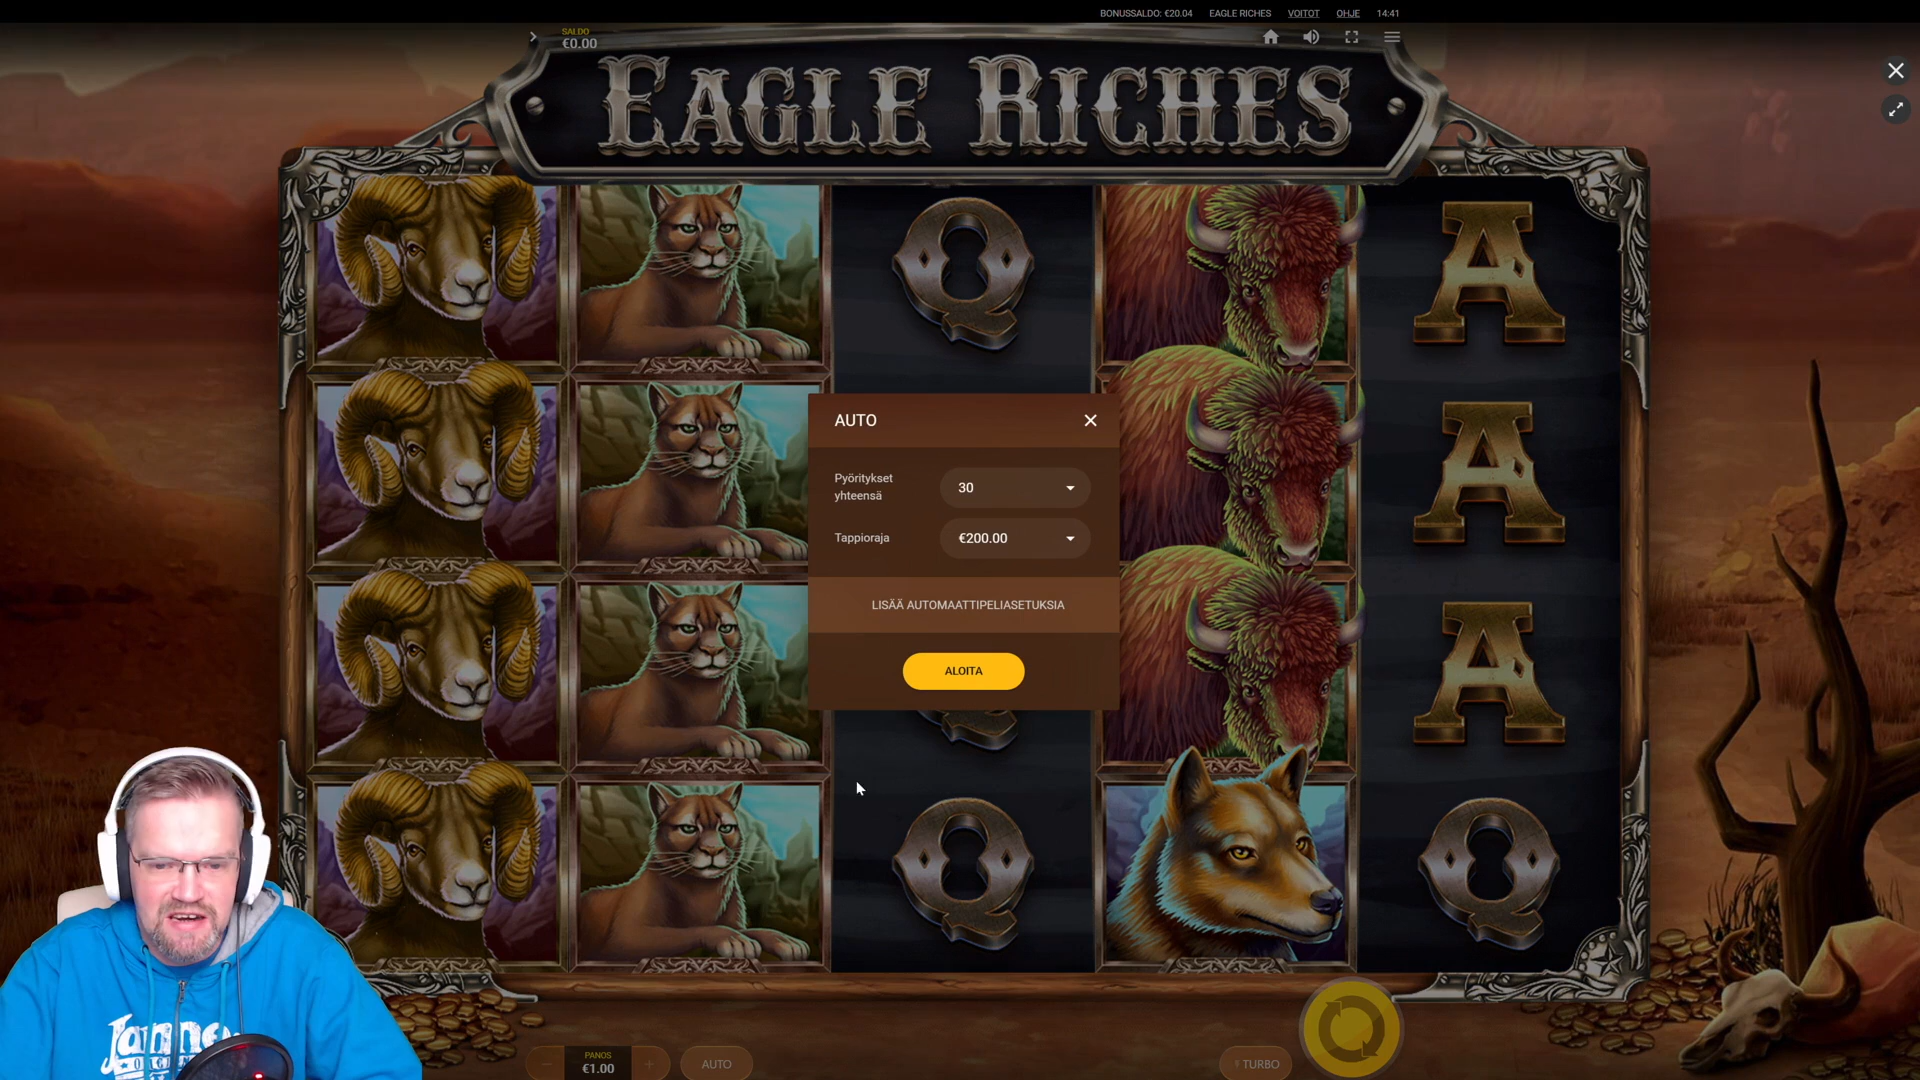 BONUSSALDO: €20.04 EAGLE RICHES VOITOT OHJE 14:41
SALDO
€0.00
EAGLE RICHES
Q A
A
A
Q Q
AUTO
Pyöritykset
yhteensä
30
Tappioraja
€200.00
LISÄÄ AUTOMAATTIPELIASETUKSIA
ALOITA
PANOS
€1.00
AUTO
TURBO